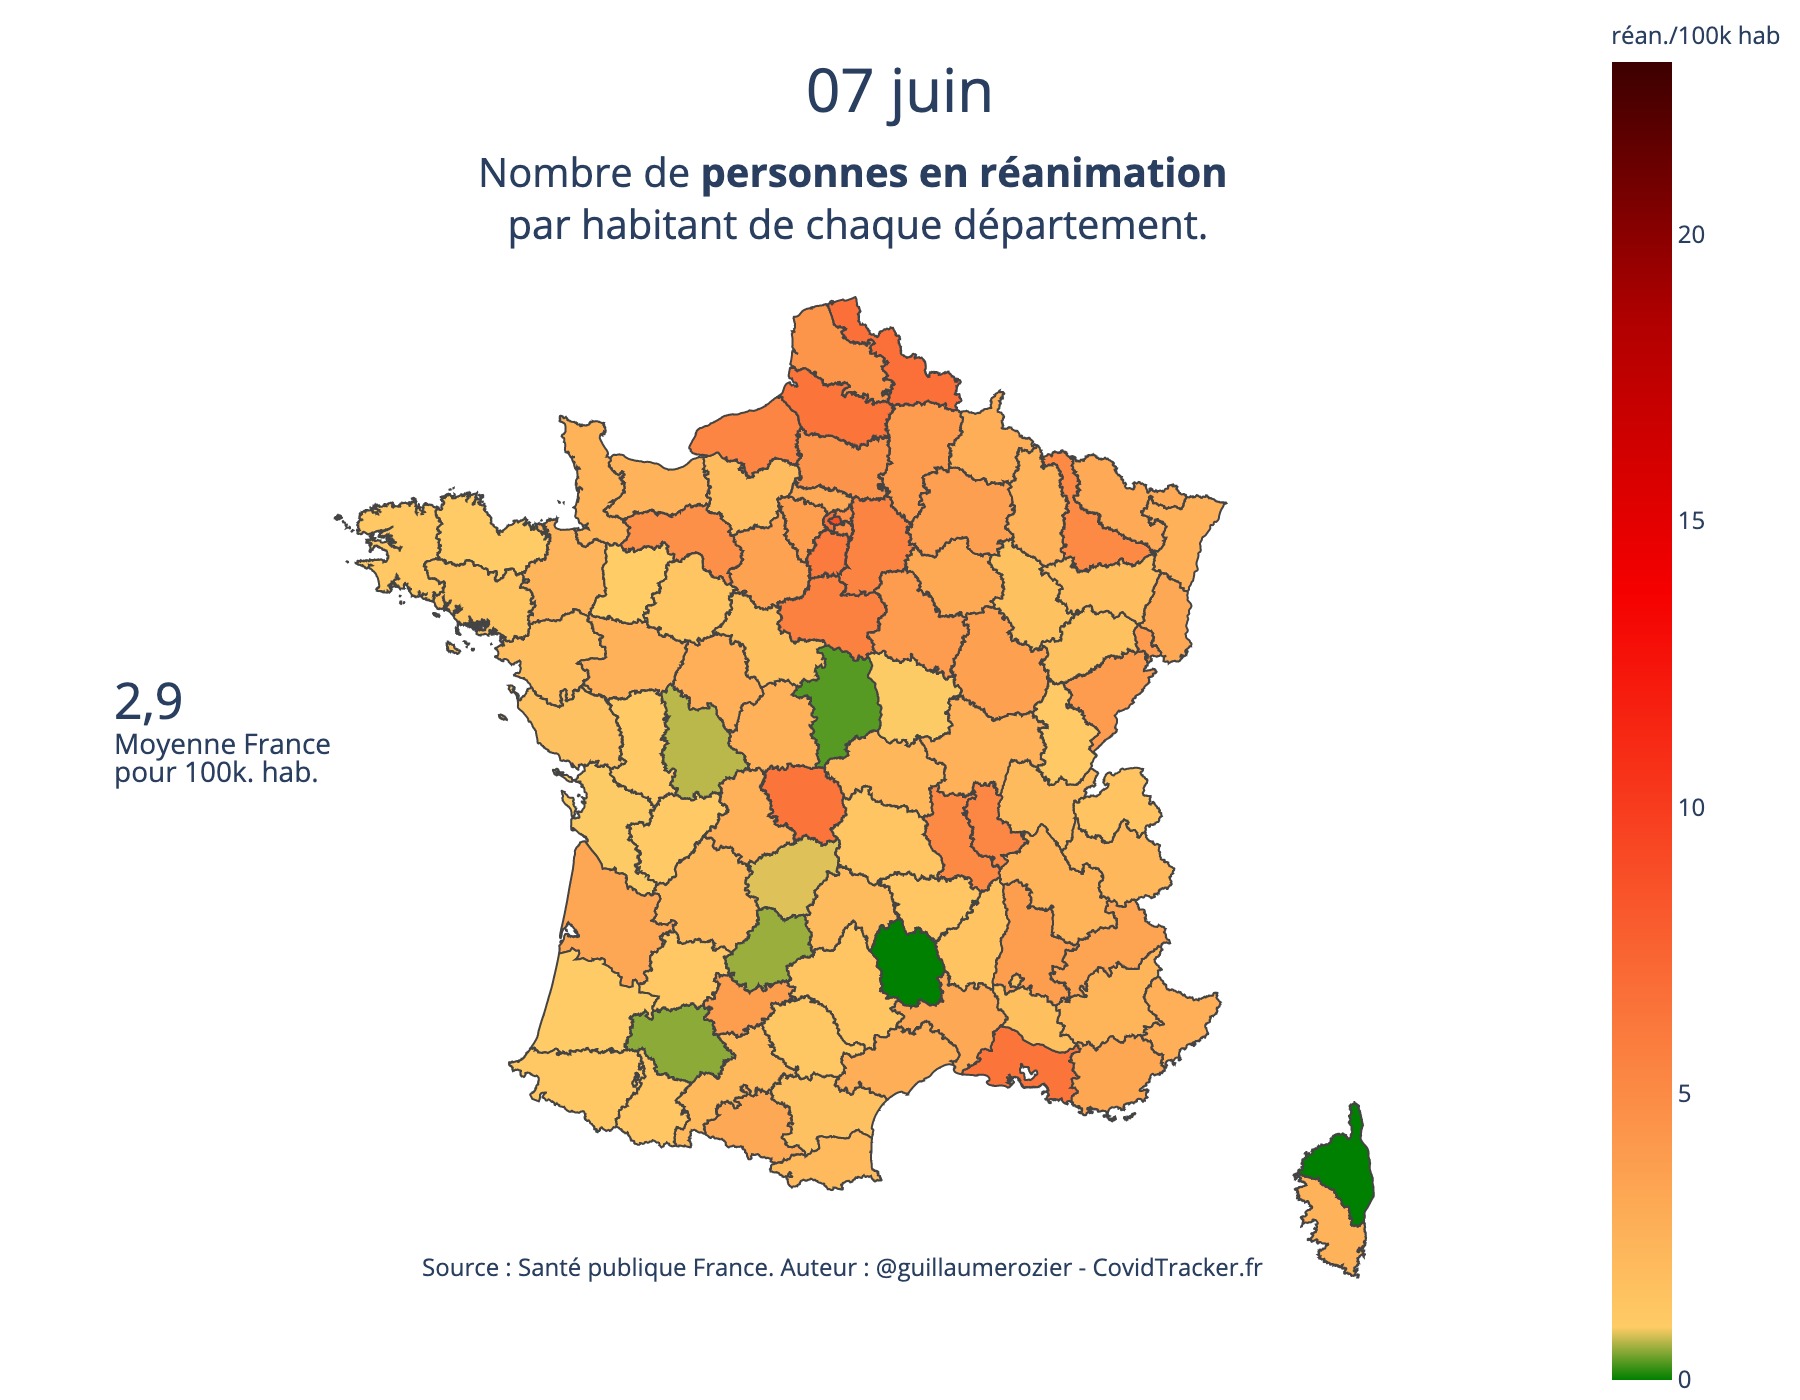 réan./100k hab
07 juin
Nombre de personnes en réanimation
par habitant de chaque département.
20
15
2,9
Moyenne France
pour 100k. hab.
10
5
Source : Santé publique France. Auteur : @guillaumerozier - CovidTracker.fr
0